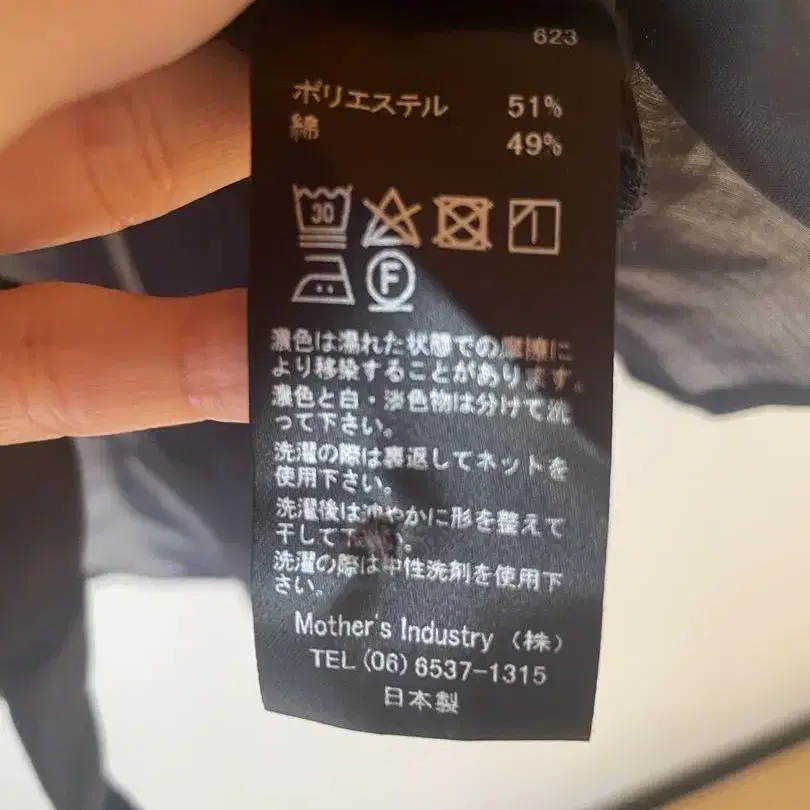 623
ポリエステル 51%
綿 49%
30
F
濃色は濡れた状態での摩擦に
より移染することがあります。
濃色と白・淡色物は分けて洗
って下さい。
洗濯の際は裏返してネットを
使用下さい。
洗濯後は速やかに形を整えて
干して下
洗濯の際は中性洗剤を使用下
さい。
Mother's Industry (株)
TEL (06) 6537-1315
日本製